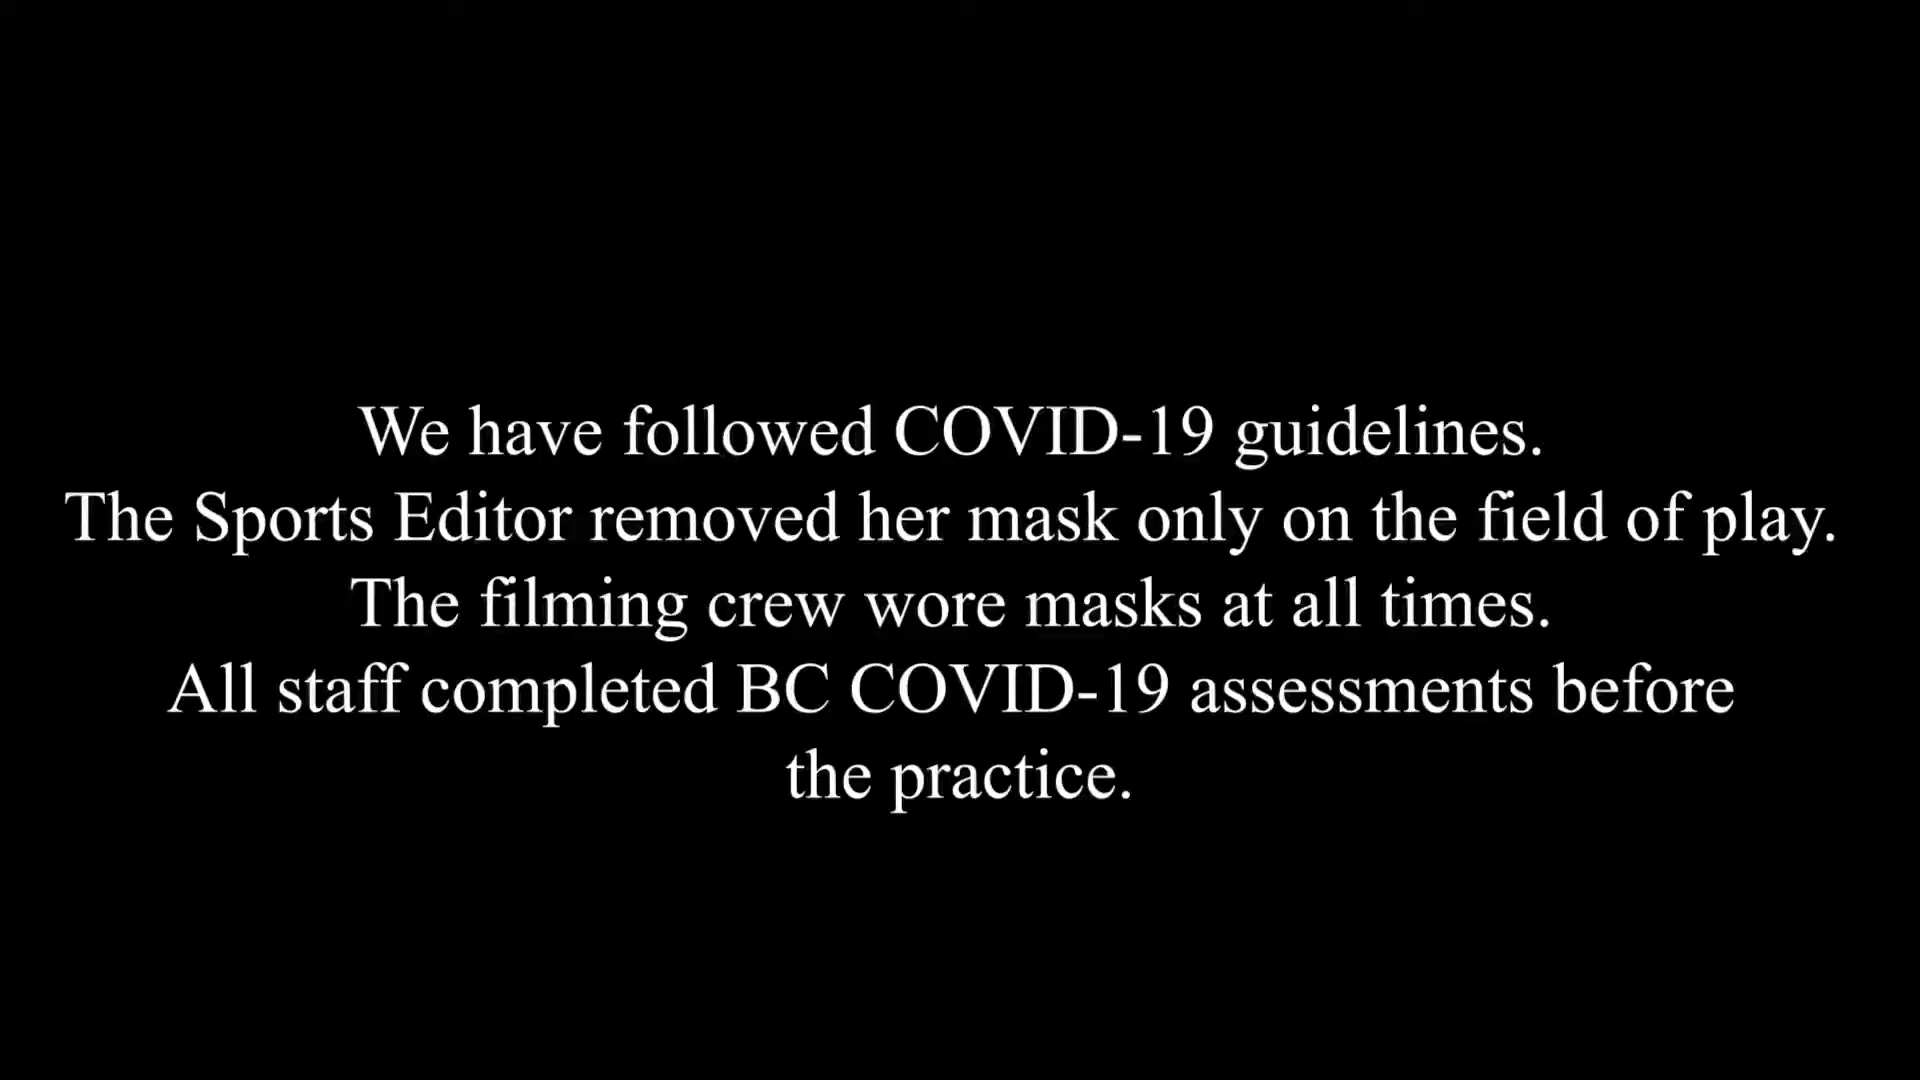 We have followed COVID-19 guidelines.
The Sports Editor removed her mask only on the field of play.
The filming crew wore masks at all times.
All staff completed BC COVID-19 assessments before
the practice.